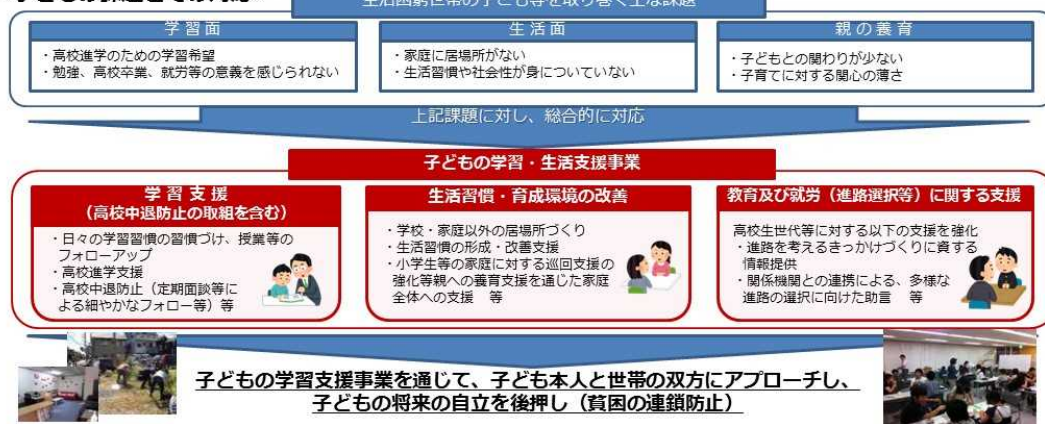 生活困窮世帯の子ども等を取り巻く主な課題
学習面
・高校進学のための学習希望
・勉強、高校卒業、就労等の意義を感じられない
生活面
・家庭に居場所がない
・生活習慣や社会性が身についていない
親の養育
・子どもとの関わりが少ない
・子育てに対する関心の薄さ
上記課題に対し、総合的に対応
子どもの学習・生活支援事業
学習支援
（高校中退防止の取組を含む）
・日々の学習習慣の習慣づけ、授業等の
フォローアップ
・高校進学支援
・高校中退防止（定期面談等に
よる細やかなフォロー等）等
生活習慣・育成環境の改善
・学校・家庭以外の居場所づくり
・生活習慣の形成・改善支援
・小学生等の家庭に対する巡回支援の
強化等親への養育支援を通じた家庭
全体への支援　等
教育及び就労（進路選択等）に関する支援
高校生世代等に対する以下の支援を強化
・進路を考えるきっかけづくりに資する
情報提供
・関係機関との連携による、多様な
進路の選択に向けた助言　等
子どもの学習支援事業を通じて、子ども本人と世帯の双方にアプローチし、
子どもの将来の自立を後押し（貧困の連鎖防止）